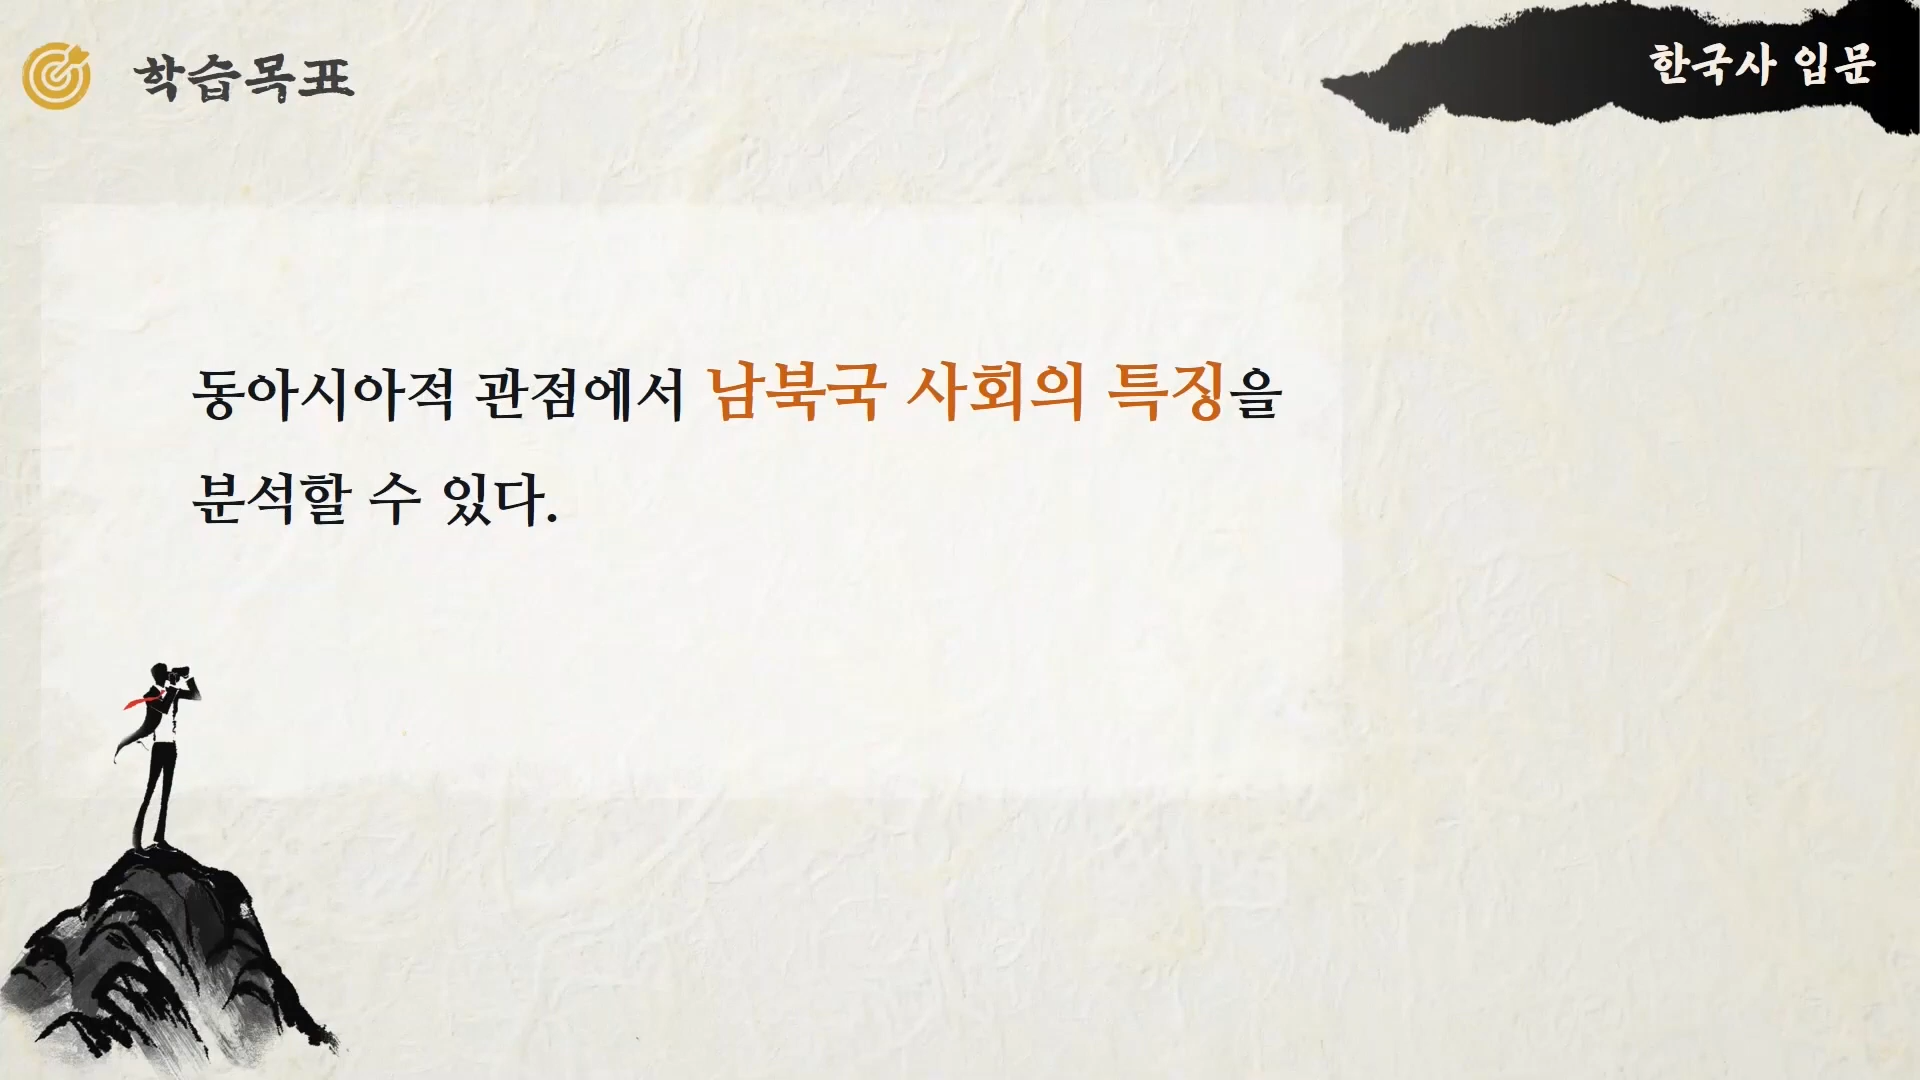 학습목표
한국사 입문
동아시아적 관점에서 남북국 사회의 특징을
분석할 수 있다.